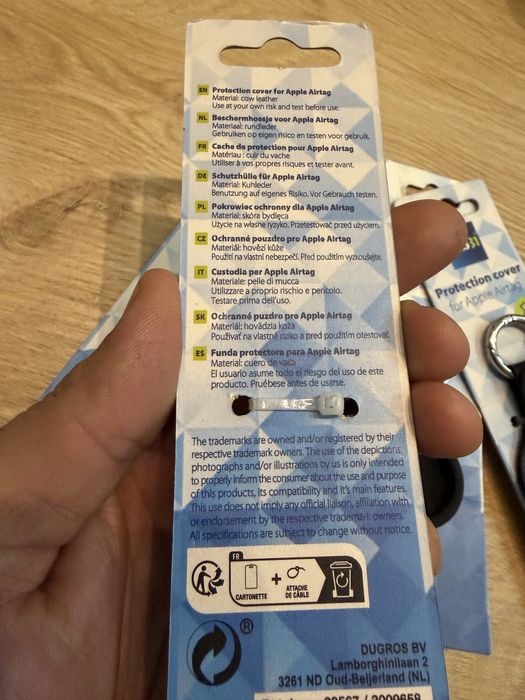 EN Protection cover for Apple Airtag
Material: cow leather
Use at your own risk and test before use.
NL Beschermhoesje voor Apple Airtag
Materiaal: rundleder
Gebruiken op eigen risico en testen voor gebruik.
FR Cache de protection pour Apple Airtag
Matériau : cuir du vache
Utiliser à vos propres risques et tester avant.
DE Schutzhülle für Apple Airtag
Material: Kuhleder
Benutzung auf eigenes Risiko. Vor Gebrauch testen.
PL Pokrowiec ochronny dla Apple Airtag
Materiał: skóra bydlęca
Użycie na własne ryzyko. Przetestować przed użyciem.
CZ Ochranné pouzdro pro Apple Airtag
Materiál: hovězí kůže
Použití na vlastní nebezpečí. Před použitím vyzkoušejte.
IT Custodia per Apple Airtag
Materiale: pelle di mucca
Utilizzare a proprio rischio e pericolo.
Testare prima dell'uso.
SK Ochranné puzdro pro Apple Airtag
Materiál: hovädzia koža
Používať na vlastné riziko a pred použitím otestovať.
ES Funda protectora para Apple Airtag
Material: cuero de vaca
El usuario asume todo el riesgo del uso de este
producto. Pruébese antes de usarse.
The trademarks are owned and/or registered by their
respective trademark owners. The use of the depictions,
photographs and/or illustrations by us is only intended
to properly inform the consumer about the use and purpose
of this products, its compatibility and it's main features.
This use does not imply any official liaison, affiliation with
or endorsement by the respective trademark owners.
All specifications are subject to change without notice.
FR
CARTONETTE
+
ATTACHE
DE CÂBLE
®
DUGROS BV
Lamborghinilaan 2
3261 ND Oud-Beijerland (NL)
Protection cover
for Apple Airtag